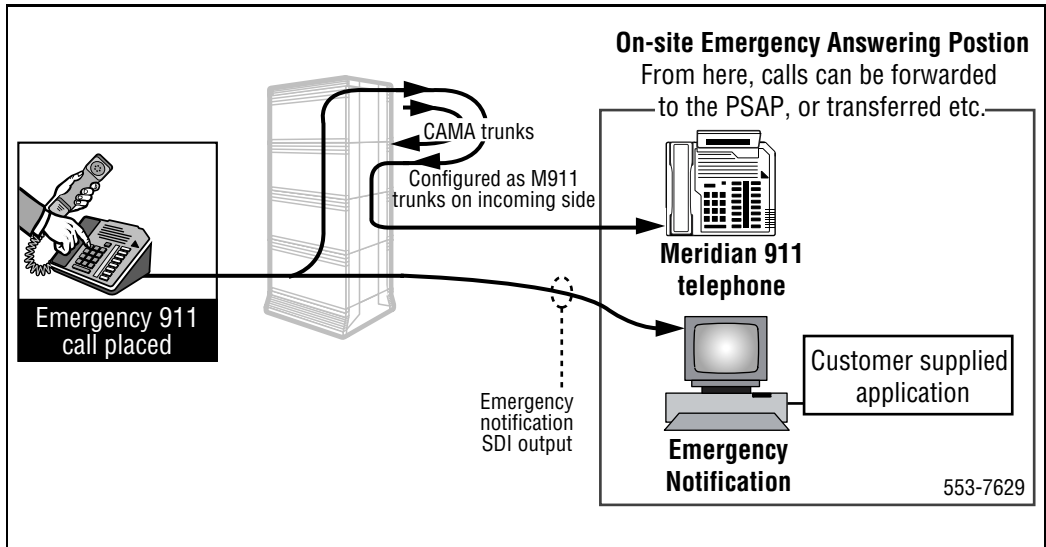 On-site Emergency Answering Postion
From here, calls can be forwarded
to the PSAP, or transferred etc.
CAMA trunks
Configured as M911
trunks on incoming side
Meridian 911
telephone
Emergency 911
call placed
Customer supplied
application
Emergency
notification
SDI output
Emergency
Notification
553-7629